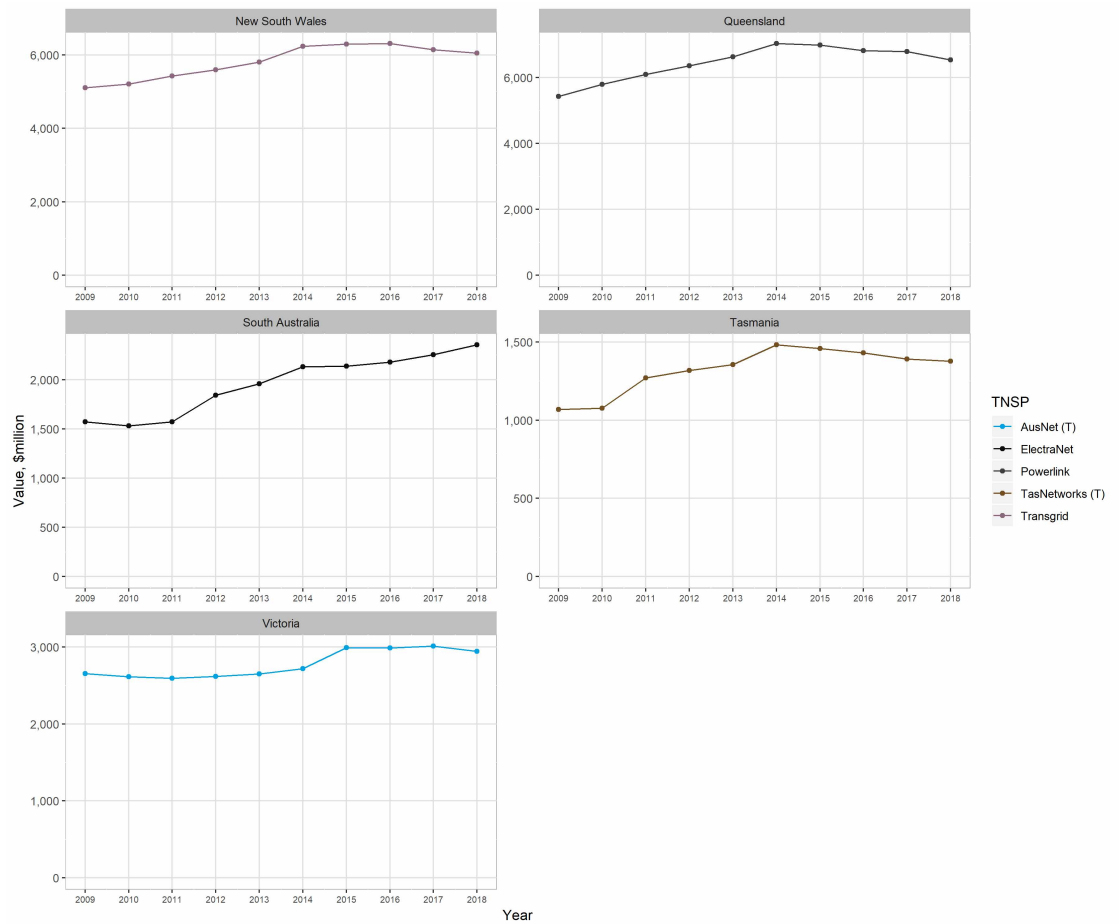 New South Wales
Queensland
6,000
4,000
2,000
0
2009 2010 2011 2012 2013 2014 2015 2016 2017 2018
6,000
4,000
2,000
0
2009 2010 2011 2012 2013 2014 2015 2016 2017 2018
South Australia
Tasmania
2,000
1,500
1,000
500
0
2009 2010 2011 2012 2013 2014 2015 2016 2017 2018
1,500
1,000
500
0
2009 2010 2011 2012 2013 2014 2015 2016 2017 2018
Victoria
3,000
2,000
1,000
0
2009 2010 2011 2012 2013 2014 2015 2016 2017 2018
Value, $million
Year
TNSP
AusNet (T)
ElectraNet
Powerlink
TasNetworks (T)
Transgrid